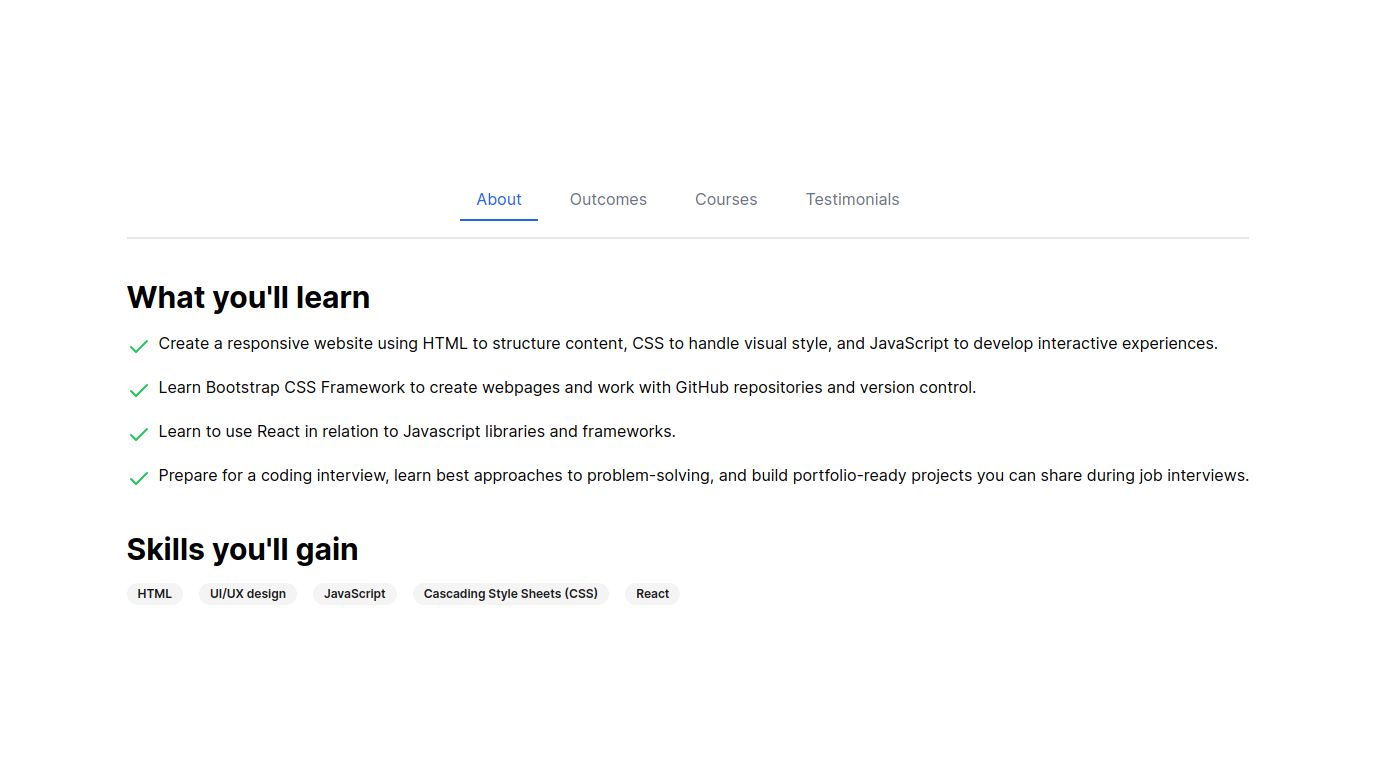 About Outcomes Courses Testimonials
What you'll learn
Create a responsive website using HTML to structure content, CSS to handle visual style, and JavaScript to develop interactive experiences.
Learn Bootstrap CSS Framework to create webpages and work with GitHub repositories and version control.
Learn to use React in relation to Javascript libraries and frameworks.
Prepare for a coding interview, learn best approaches to problem-solving, and build portfolio-ready projects you can share during job interviews.
Skills you'll gain
HTML UI/UX design JavaScript Cascading Style Sheets (CSS) React